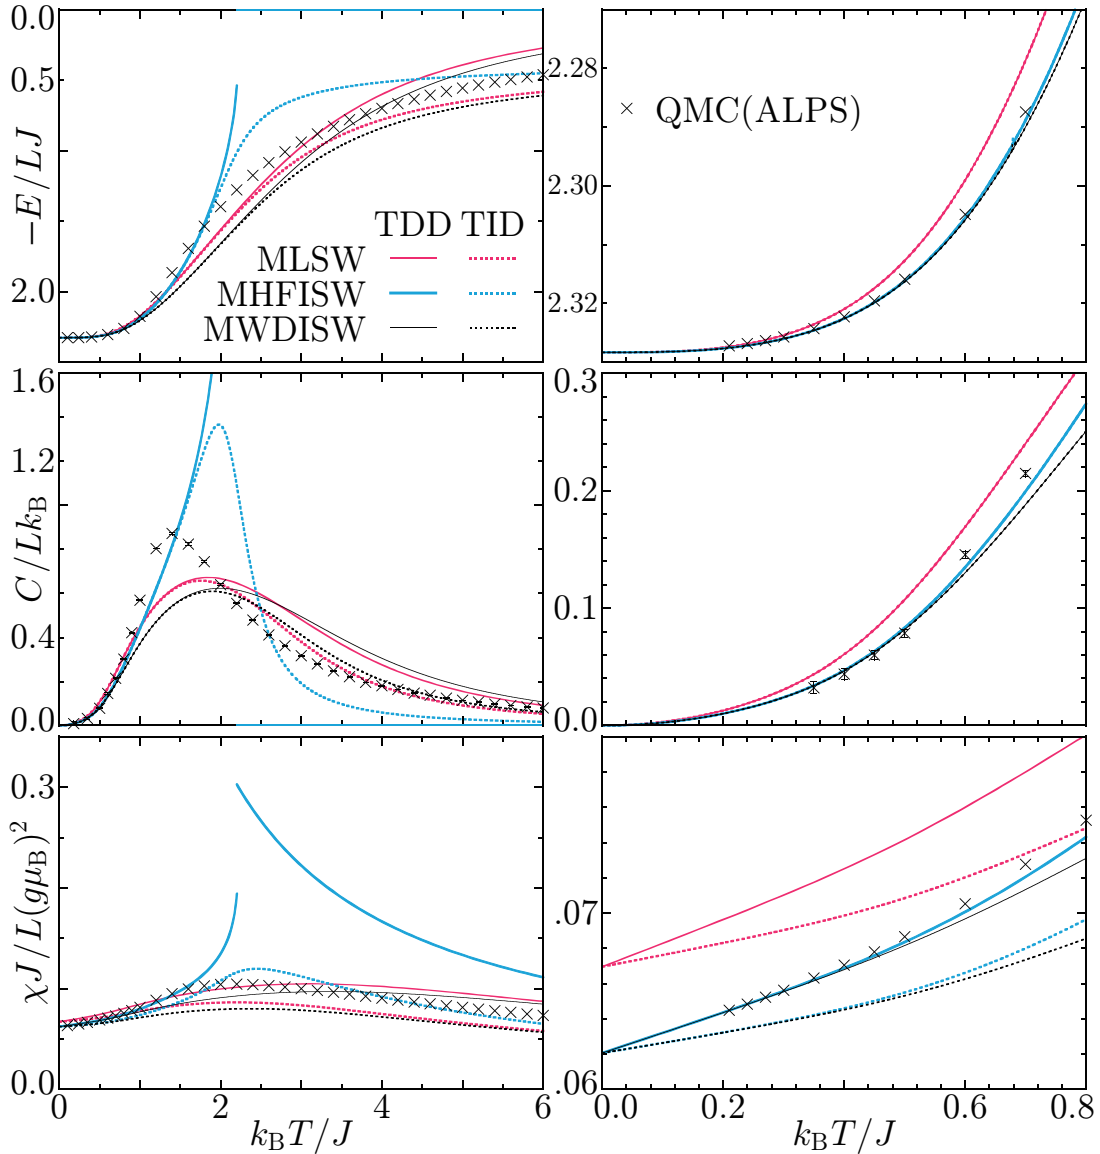 0.0
0.5
2.0
−E/LJ
TDD TID
MLSW
MHFISW
MWDISW
2.28
2.30
2.32
× QMC(ALPS)
1.6
1.2
0.4
0.0
C/Lk_B
0.3
0.2
0.1
0.0
0.3
0.0
χJ/L(gμ_B)²
0 2 4 6
k_BT/J
.07
.06
0.0 0.2 0.6 0.8
k_BT/J